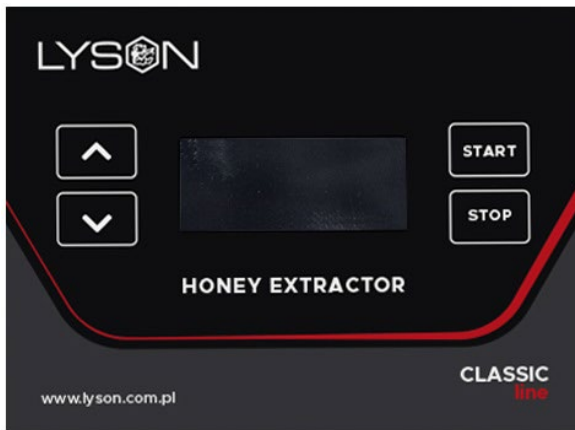 LYSON
START
STOP
HONEY EXTRACTOR
CLASSIC
line
www.lyson.com.pl